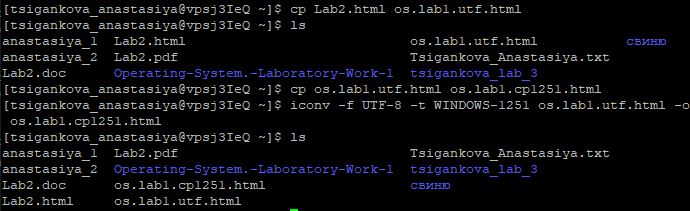 [tsigankova_anastasiya@vpsj3IeQ ~]$ cp Lab2.html os.lab1.utf.html
[tsigankova_anastasiya@vpsj3IeQ ~]$ ls
anastasiya_1 Lab2.html os.lab1.utf.html свиню
anastasiya_2 Lab2.pdf Tsigankova_Anastasiya.txt
Lab2.doc Operating-System.-Laboratory-Work-1 tsigankova_lab_3
[tsigankova_anastasiya@vpsj3IeQ ~]$ cp os.lab1.utf.html os.lab1.cp1251.html
[tsigankova_anastasiya@vpsj3IeQ ~]$ iconv -f UTF-8 -t WINDOWS-1251 os.lab1.utf.html -o
os.lab1.cp1251.html
[tsigankova_anastasiya@vpsj3IeQ ~]$ ls
anastasiya_1 Lab2.pdf Tsigankova_Anastasiya.txt
anastasiya_2 Operating-System.-Laboratory-Work-1 tsigankova_lab_3
Lab2.doc os.lab1.cp1251.html свиню
Lab2.html os.lab1.utf.html